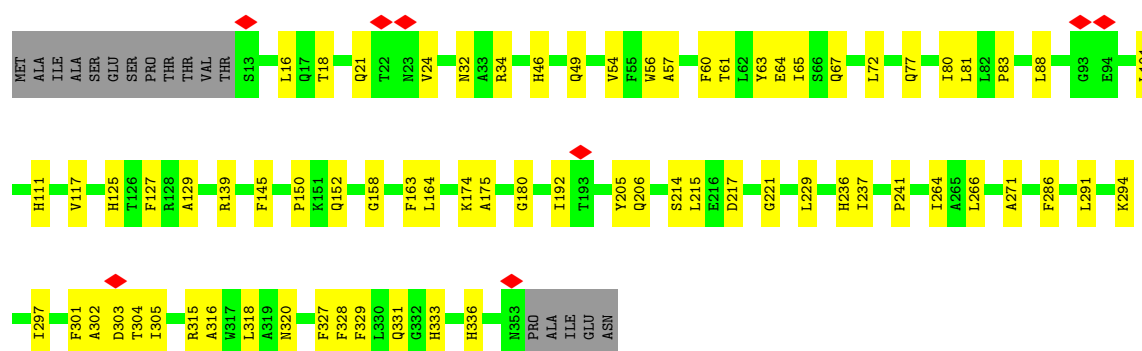 MET ALA ILE ALA SER GLU SER PRO THR THR VAL THR S13 L16 Q17 T18 Q21 T22 N23 V24 N32 A33 R34 H46 Q49 V54 F55 W56 A57 F60 T61 L62 Y63 E64 I65 S66 Q67 L72 Q77 I80 L81 L82 P83 L88 G93 E94
H111 V117 H125 T126 F127 R128 A129 R139 F145 P150 K151 Q152 G158 F163 L164 K174 A175 G180 I192 T193 Y205 Q206 S214 L215 E216 D217 G221 L229 H236 I237 P241 I264 A265 L266 A271 F286 L291 K294
I297 F301 A302 D303 T304 I305 R315 A316 W317 L318 A319 N320 F327 F328 F329 L330 Q331 G332 H333 H336 N353 PRO ALA ILE GLU ASN